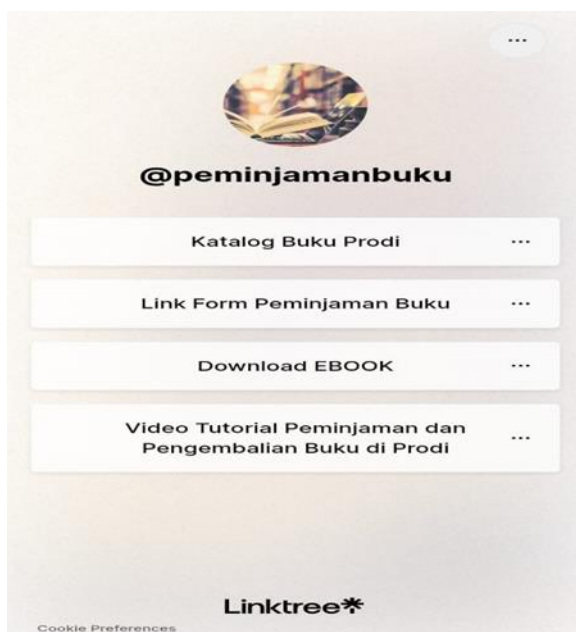 ...
@peminjamanbuku
Katalog Buku Prodi ...
Link Form Peminjaman Buku ...
Download EBOOK ...
Video Tutorial Peminjaman dan
Pengembalian Buku di Prodi ...
Linktree*
Cookie Preferences